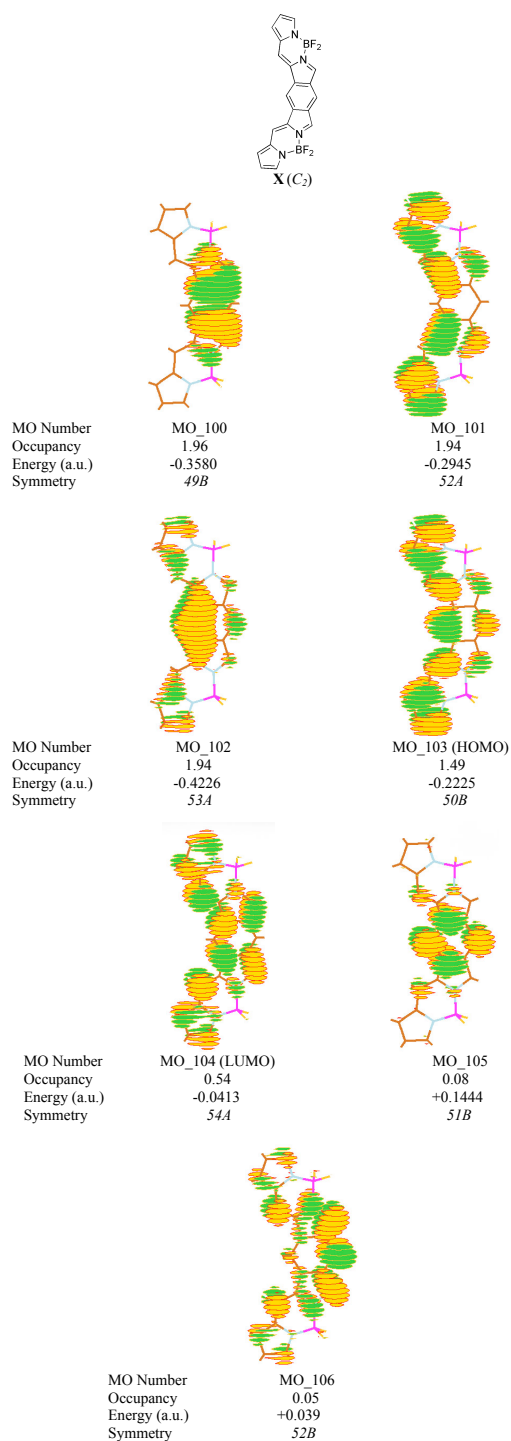 N
BF₂
N
N
N
BF₂
X (C₂)
MO Number MO_100 MO_101
Occupancy 1.96 1.94
Energy (a.u.) -0.3580 -0.2945
Symmetry 49B 52A
MO Number MO_102 MO_103 (HOMO)
Occupancy 1.94 1.49
Energy (a.u.) -0.4226 -0.2225
Symmetry 53A 50B
MO Number MO_104 (LUMO) MO_105
Occupancy 0.54 0.08
Energy (a.u.) -0.0413 +0.1444
Symmetry 54A 51B
MO Number MO_106
Occupancy 0.05
Energy (a.u.) +0.039
Symmetry 52B